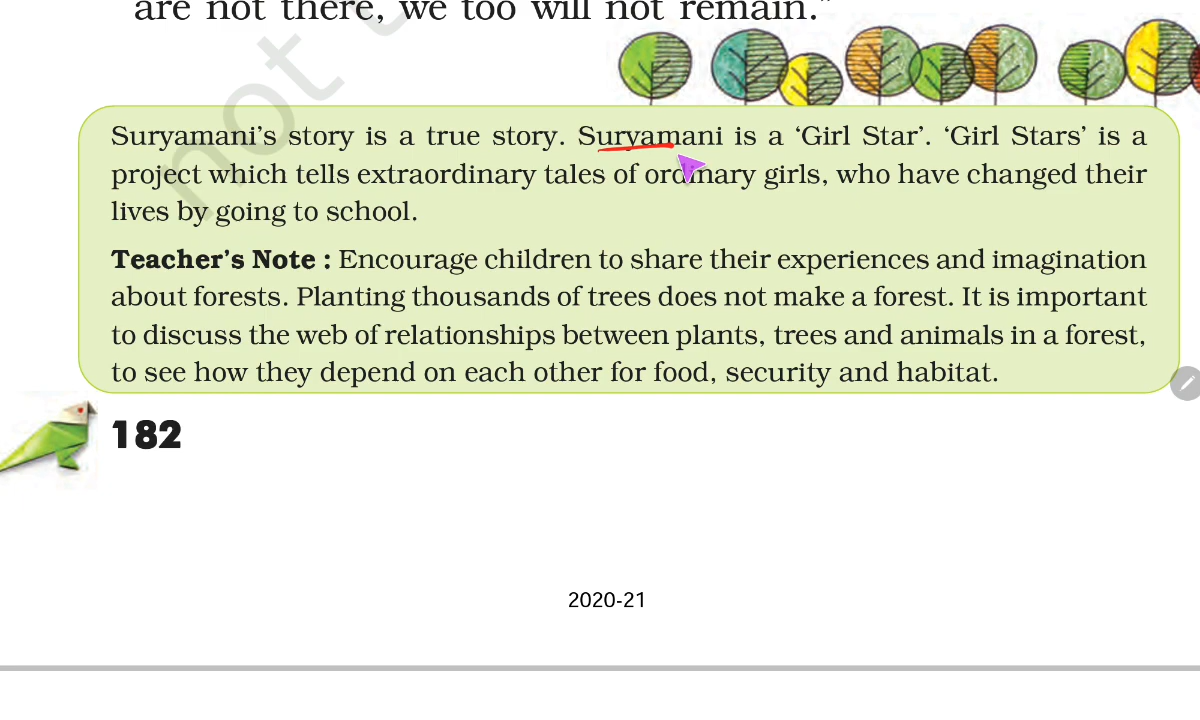 are not there, we too will not remain."
Suryamani's story is a true story. Suryamani is a 'Girl Star'. 'Girl Stars' is a
project which tells extraordinary tales of ordinary girls, who have changed their
lives by going to school.
Teacher's Note : Encourage children to share their experiences and imagination
about forests. Planting thousands of trees does not make a forest. It is important
to discuss the web of relationships between plants, trees and animals in a forest,
to see how they depend on each other for food, security and habitat.
182
2020-21
not